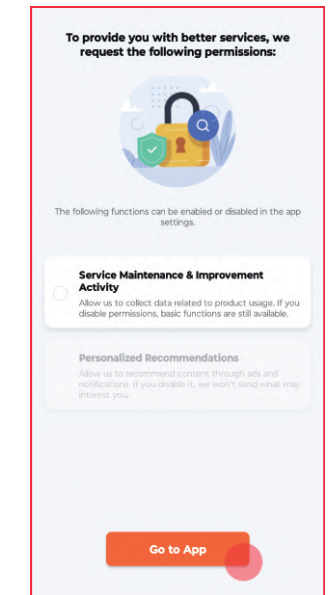 To provide you with better services, we
request the following permissions:
The following functions can be enabled or disabled in the app
settings.
Service Maintenance & Improvement
Activity
Allow us to collect data related to product usage. If you
disable permissions, basic functions are still available.
Personalized Recommendations
Allow us to recommend content through ads and
notifications. If you disable it, we won't send what may
interest you.
Go to App